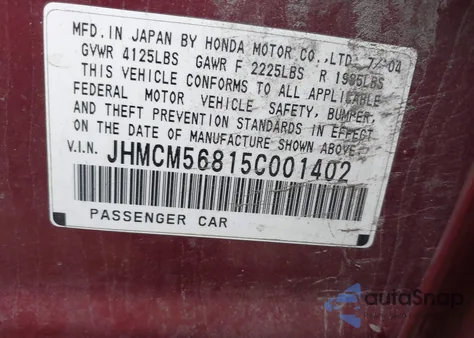 MFD. IN JAPAN BY HONDA MOTOR CO., LTD. 7/04
GVWR 4125LBS GAWR F 2225LBS R 1995LBS
THIS VEHICLE CONFORMS TO ALL APPLICABLE
FEDERAL MOTOR VEHICLE SAFETY, BUMPER,
AND THEFT PREVENTION STANDARDS IN EFFECT
ON THE DATE OF MANUFACTURE SHOWN ABOVE.
V.I.N. JHMCM56815C001402
PASSENGER CAR
autoSnap